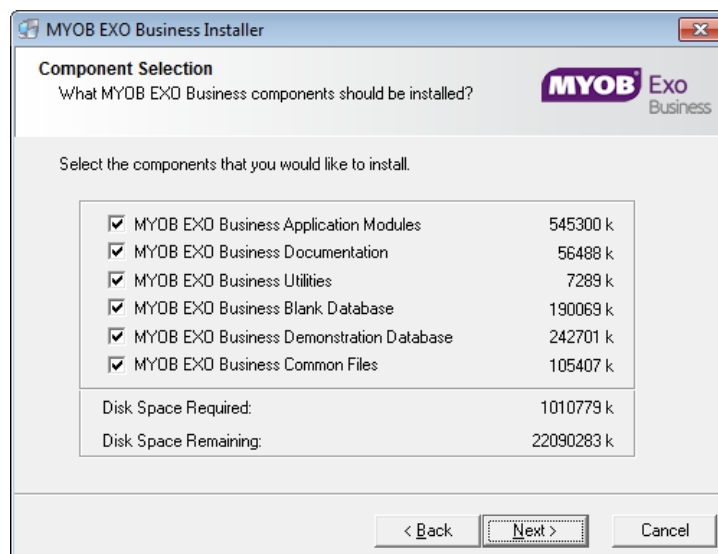 MYOB EXO Business Installer
Component Selection
What MYOB EXO Business components should be installed?
MYOB Exo
Business
Select the components that you would like to install.
MYOB EXO Business Application Modules 545300 k
MYOB EXO Business Documentation 56488 k
MYOB EXO Business Utilities 7289 k
MYOB EXO Business Blank Database 190069 k
MYOB EXO Business Demonstration Database 242701 k
MYOB EXO Business Common Files 105407 k
Disk Space Required: 1010779 k
Disk Space Remaining: 22090283 k
< Back Next > Cancel